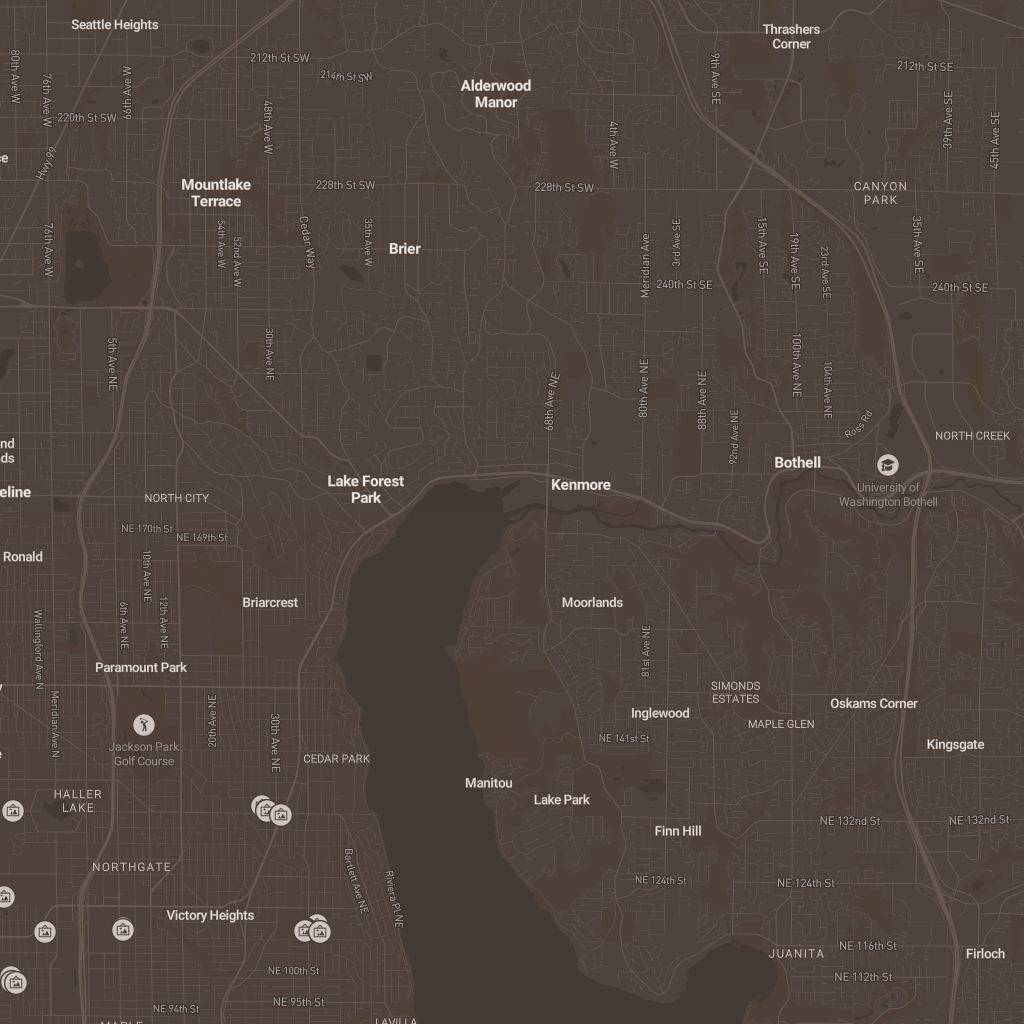 Seattle Heights
Thrashers
Corner
212th St SW
214th St SW
212th St SE
80th Ave W
76th Ave W
66th Ave W
9th Ave SE
Alderwood
Manor
220th St SW
48th Ave W
4th Ave W
39th Ave SE
45th Ave SE
Hwy 99
ce
Mountlake
Terrace
228th St SW
228th St SW
CANYON
PARK
76th Ave W
54th Ave W
52nd Ave W
Cedar Way
35th Ave W
Brier
Meridian Ave
3rd Ave SE
15th Ave SE
19th Ave SE
23rd Ave SE
35th Ave SE
240th St SE
240th St SE
5th Ave NE
30th Ave NE
68th Ave NE
80th Ave NE
88th Ave NE
92nd Ave NE
100th Ave NE
104th Ave NE
Ross Rd
NORTH CREEK
nd
ds
Bothell
Lake Forest
Park
Kenmore
eline
NORTH CITY
University of
Washington Bothell
NE 170th St
NE 169th St
Ronald
10th Ave NE
Briarcrest
Moorlands
Wallingford Ave N
6th Ave NE
12th Ave NE
81st Ave NE
Paramount Park
Meridian Ave N
20th Ave NE
30th Ave NE
SIMONDS
ESTATES
Oskams Corner
Inglewood
MAPLE GLEN
NE 141st St
Kingsgate
Jackson Park
Golf Course
CEDAR PARK
Manitou
Lake Park
HALLER
LAKE
NE 132nd St
NE 132nd St
Finn Hill
NORTHGATE
Bartlett Ave NE
Riviera Pl NE
NE 124th St
NE 124th St
Victory Heights
NE 116th St
JUANITA
Firloch
NE 100th St
NE 112th St
NE 95th St
NE 94th St
MAPLE
LAVILLA